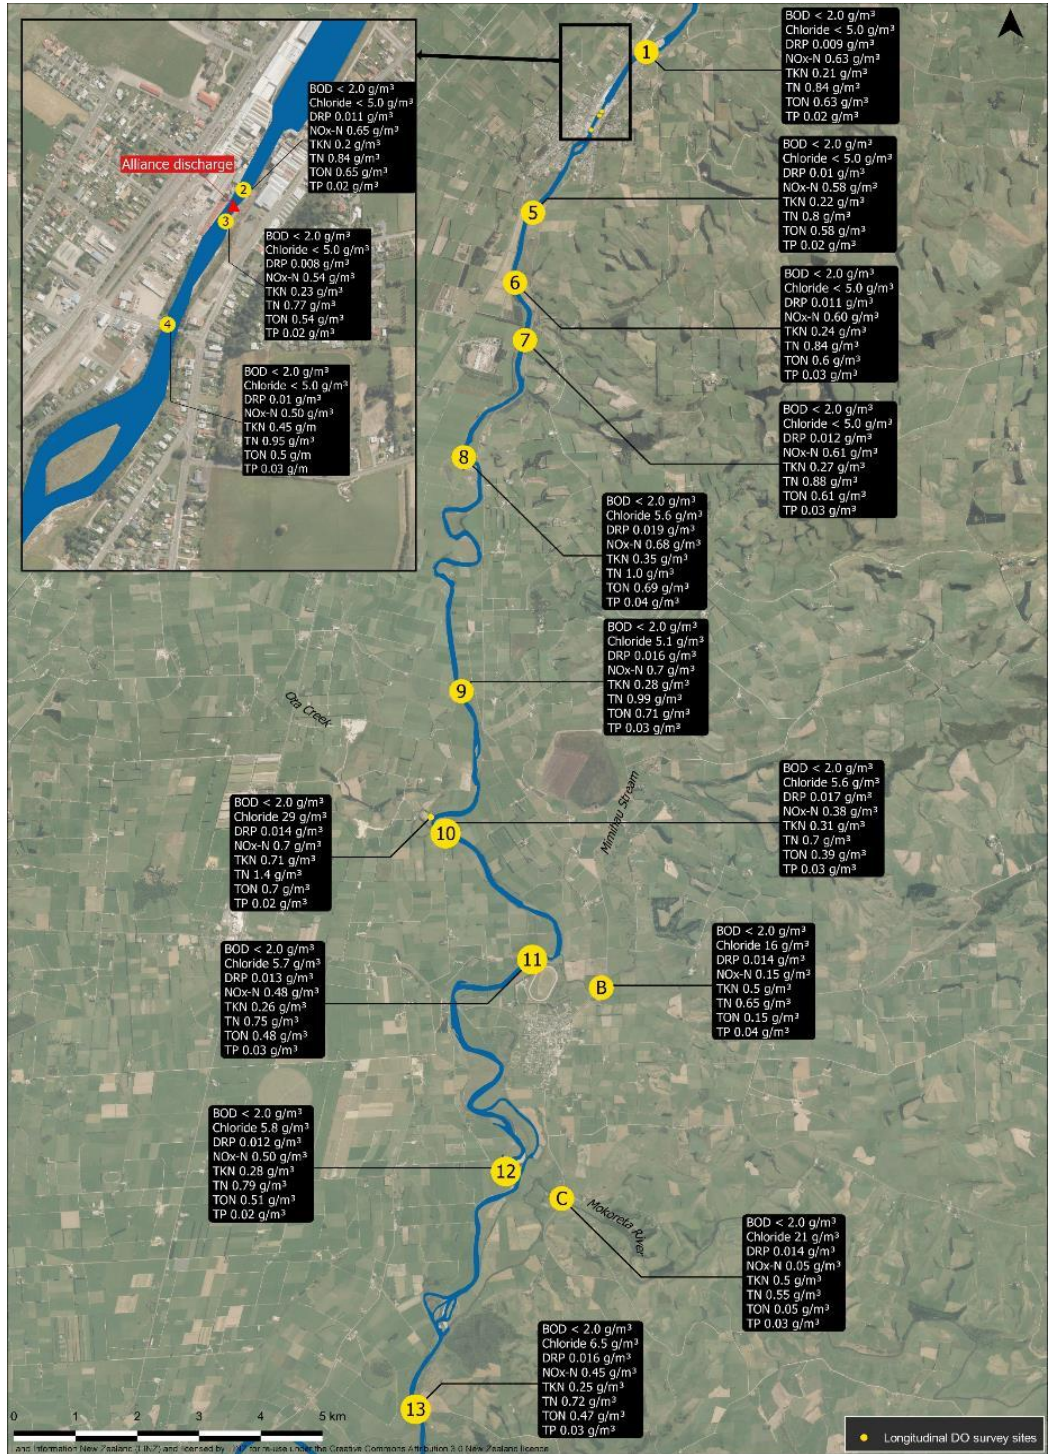 1
BOD < 2.0 g/m³
Chloride < 5.0 g/m³
DRP 0.009 g/m³
NOx-N 0.63 g/m³
TKN 0.21 g/m³
TN 0.84 g/m³
TON 0.63 g/m³
TP 0.02 g/m³
Alliance discharge
2
BOD < 2.0 g/m³
Chloride < 5.0 g/m³
DRP 0.011 g/m³
NOx-N 0.65 g/m³
TKN 0.2 g/m³
TN 0.84 g/m³
TON 0.65 g/m³
TP 0.02 g/m³
3
BOD < 2.0 g/m³
Chloride < 5.0 g/m³
DRP 0.008 g/m³
NOx-N 0.54 g/m³
TKN 0.23 g/m³
TN 0.77 g/m³
TON 0.54 g/m³
TP 0.02 g/m³
4
BOD < 2.0 g/m³
Chloride < 5.0 g/m³
DRP 0.01 g/m³
NOx-N 0.50 g/m³
TKN 0.45 g/m
TN 0.95 g/m³
TON 0.5 g/m
TP 0.03 g/m
5
BOD < 2.0 g/m³
Chloride < 5.0 g/m³
DRP 0.01 g/m³
NOx-N 0.58 g/m³
TKN 0.22 g/m³
TN 0.8 g/m³
TON 0.58 g/m³
TP 0.02 g/m³
6
BOD < 2.0 g/m³
Chloride < 5.0 g/m³
DRP 0.011 g/m³
NOx-N 0.60 g/m³
TKN 0.24 g/m³
TN 0.84 g/m³
TON 0.6 g/m³
TP 0.03 g/m³
7
BOD < 2.0 g/m³
Chloride < 5.0 g/m³
DRP 0.012 g/m³
NOx-N 0.61 g/m³
TKN 0.27 g/m³
TN 0.88 g/m³
TON 0.61 g/m³
TP 0.03 g/m³
8
BOD < 2.0 g/m³
Chloride 5.6 g/m³
DRP 0.019 g/m³
NOx-N 0.68 g/m³
TKN 0.35 g/m³
TN 1.0 g/m³
TON 0.69 g/m³
TP 0.04 g/m³
9
BOD < 2.0 g/m³
Chloride 5.1 g/m³
DRP 0.016 g/m³
NOx-N 0.7 g/m³
TKN 0.28 g/m³
TN 0.99 g/m³
TON 0.71 g/m³
TP 0.03 g/m³
Oza Creek
Mimihau Stream
BOD < 2.0 g/m³
Chloride 29 g/m³
DRP 0.014 g/m³
NOx-N 0.7 g/m³
TKN 0.71 g/m³
TN 1.4 g/m³
TON 0.7 g/m³
TP 0.02 g/m³
10
BOD < 2.0 g/m³
Chloride 5.6 g/m³
DRP 0.017 g/m³
NOx-N 0.38 g/m³
TKN 0.31 g/m³
TN 0.7 g/m³
TON 0.39 g/m³
TP 0.03 g/m³
11
BOD < 2.0 g/m³
Chloride 5.7 g/m³
DRP 0.013 g/m³
NOx-N 0.48 g/m³
TKN 0.26 g/m³
TN 0.75 g/m³
TON 0.48 g/m³
TP 0.03 g/m³
B
BOD < 2.0 g/m³
Chloride 16 g/m³
DRP 0.014 g/m³
NOx-N 0.15 g/m³
TKN 0.5 g/m³
TN 0.65 g/m³
TON 0.15 g/m³
TP 0.04 g/m³
12
BOD < 2.0 g/m³
Chloride 5.8 g/m³
DRP 0.012 g/m³
NOx-N 0.50 g/m³
TKN 0.28 g/m³
TN 0.79 g/m³
TON 0.51 g/m³
TP 0.02 g/m³
C
Mokoreta River
BOD < 2.0 g/m³
Chloride 21 g/m³
DRP 0.014 g/m³
NOx-N 0.05 g/m³
TKN 0.5 g/m³
TN 0.55 g/m³
TON 0.05 g/m³
TP 0.03 g/m³
13
BOD < 2.0 g/m³
Chloride 6.5 g/m³
DRP 0.016 g/m³
NOx-N 0.45 g/m³
TKN 0.25 g/m³
TN 0.72 g/m³
TON 0.47 g/m³
TP 0.03 g/m³
0 1 2 3 4 5 km
and Information New Zealand (LINZ) and licensed by for re-use under the Creative Commons Attribution 3.0 New Zealand licence
Longitudinal DO survey sites